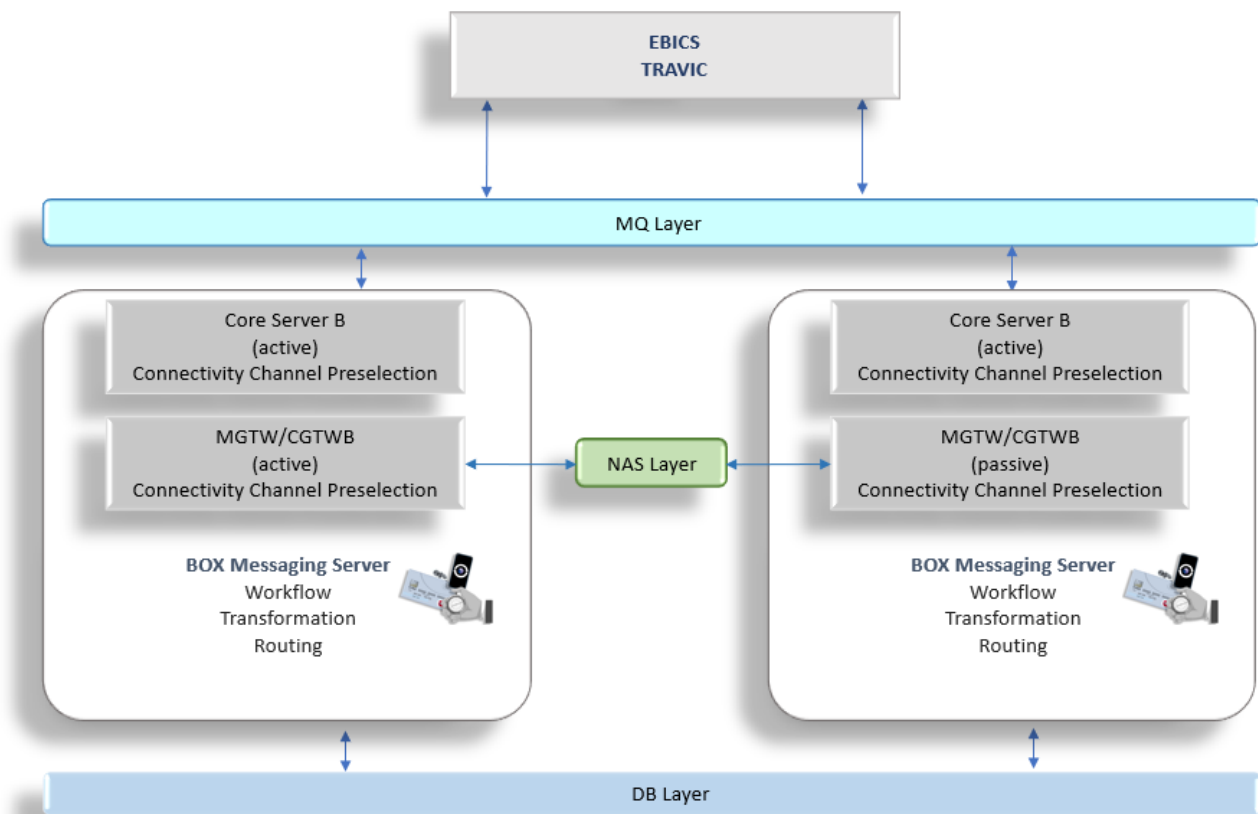 EBICS
TRAVIC
MQ Layer
Core Server B
(active)
Connectivity Channel Preselection
MGTW/CGTWB
(active)
Connectivity Channel Preselection
BOX Messaging Server
Workflow
Transformation
Routing
NAS Layer
Core Server B
(active)
Connectivity Channel Preselection
MGTW/CGTWB
(passive)
Connectivity Channel Preselection
BOX Messaging Server
Workflow
Transformation
Routing
DB Layer